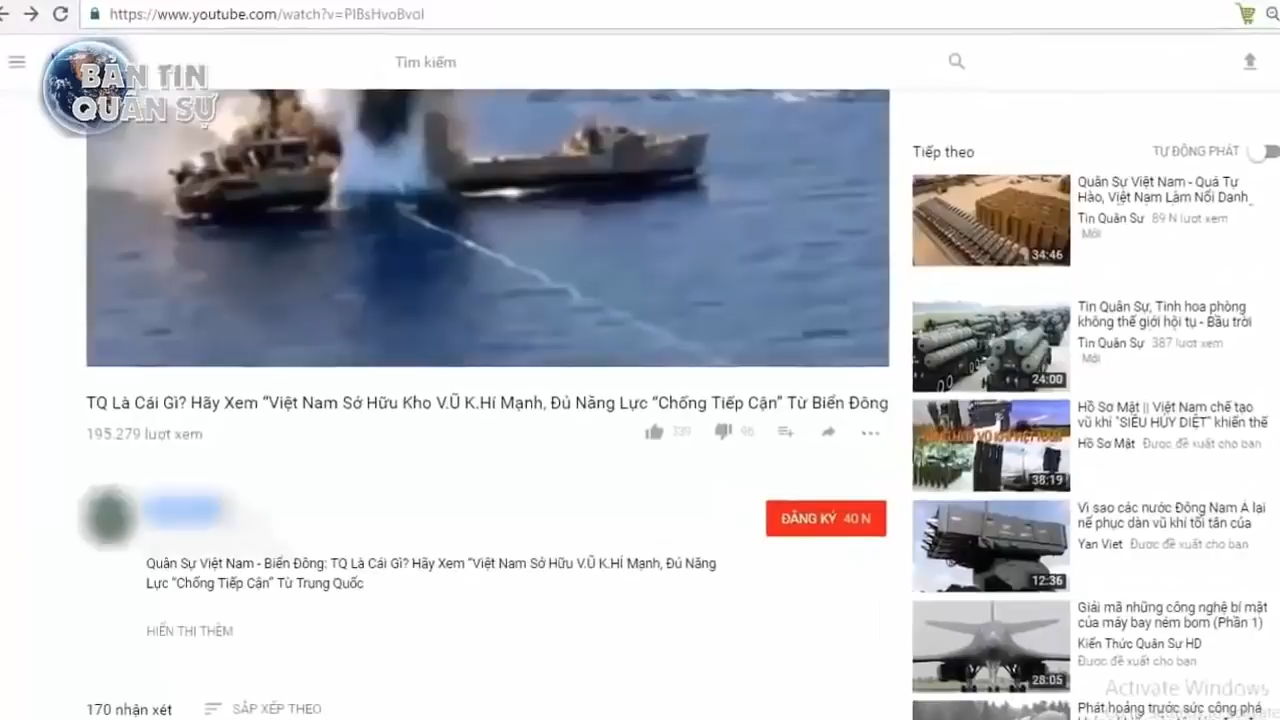 https://www.youtube.com/watch?v=PlBsHvaBvaI
BẢN TIN
QUÂN SỰ
Tìm kiếm
TQ Là Cái Gì? Hãy Xem “Việt Nam Sở Hữu Kho V.Ũ K.Hí Mạnh, Đủ Năng Lực “Chống Tiếp Cận” Từ Biển Đông
195.279 lượt xem
339
96
ĐĂNG KÝ 40 N
Quân Sự Việt Nam - Biển Đông: TQ Là Cái Gì? Hãy Xem “Việt Nam Sở Hữu V.Ũ K.Hí Mạnh, Đủ Năng
Lực “Chống Tiếp Cận” Từ Trung Quốc
HIỂN THỊ THÊM
170 nhận xét
SẮP XẾP THEO
Tiếp theo
TỰ ĐỘNG PHÁT
Quân Sự Việt Nam - Quá Tự
Hào, Việt Nam Làm Nổi Danh
Tin Quân Sự 89 N lượt xem
Mới
34:46
Tin Quân Sự, Tinh hoa phòng
không thế giới hội tụ - Bầu trời
Tin Quân Sự 387 lượt xem
Mới
24:00
Hồ Sơ Mật || Việt Nam chế tạo
vũ khí "SIÊU HỦY DIỆT" khiến thế
Hồ Sơ Mật Được đề xuất cho bạn
38:19
Vì sao các nước Đông Nam Á lại
nể phục dàn vũ khí tối tân của
Yan Viet Được đề xuất cho bạn
12:36
Giải mã những công nghệ bí mật
của máy bay ném bom (Phần 1)
Kiến Thức Quân Sự HD
Được đề xuất cho bạn
28:05
Activate Windows
Phát hoảng trước sức công phá